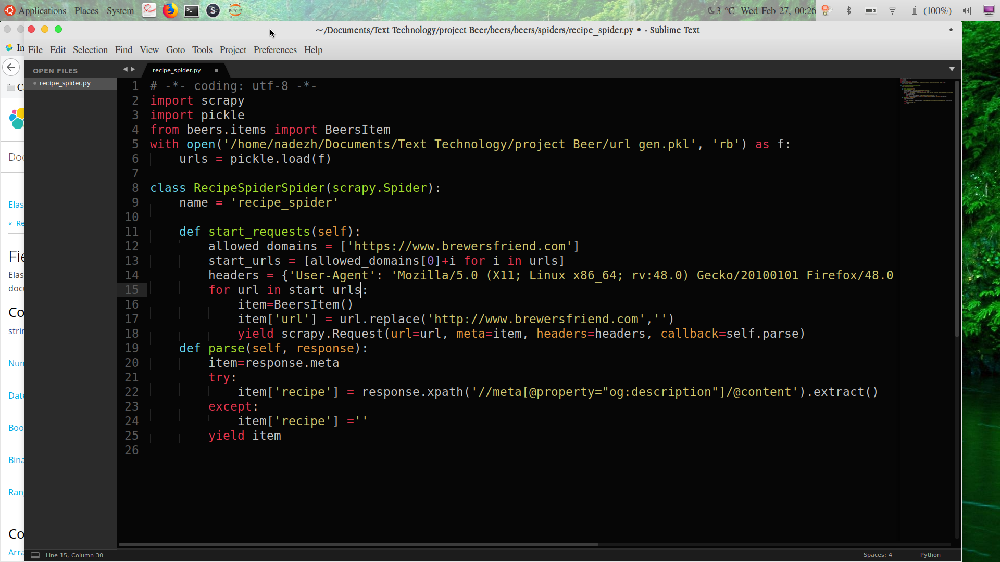 Applications Places System
jupyter
3 °C Wed Feb 27, 00:26
(100%)
~/Documents/Text Technology/project Beer/beers/beers/spiders/recipe_spider.py • - Sublime Text
File Edit Selection Find View Goto Tools Project Preferences Help
OPEN FILES
recipe_spider.py
recipe_spider.py
1 # -*- coding: utf-8 -*-
2 import scrapy
3 import pickle
4 from beers.items import BeersItem
5 with open('/home/nadezh/Documents/Text Technology/project Beer/url_gen.pkl', 'rb') as f:
6 urls = pickle.load(f)
7
8 class RecipeSpiderSpider(scrapy.Spider):
9 name = 'recipe_spider'
10
11 def start_requests(self):
12 allowed_domains = ['https://www.brewersfriend.com']
13 start_urls = [allowed_domains[0]+i for i in urls]
14 headers = {'User-Agent': 'Mozilla/5.0 (X11; Linux x86_64; rv:48.0) Gecko/20100101 Firefox/48.0
15 for url in start_urls:
16 item=BeersItem()
17 item['url'] = url.replace('http://www.brewersfriend.com','')
18 yield scrapy.Request(url=url, meta=item, headers=headers, callback=self.parse)
19 def parse(self, response):
20 item=response.meta
21 try:
22 item['recipe'] = response.xpath('//meta[@property="og:description"]/@content').extract()
23 except:
24 item['recipe'] =''
25 yield item
26
Line 15, Column 30
Spaces: 4
Python
In
C
Doc
Elas
« Re
Fie
Elas
docu
Co
strin
Num
Date
Boo
Bina
Ran
Co
Arra